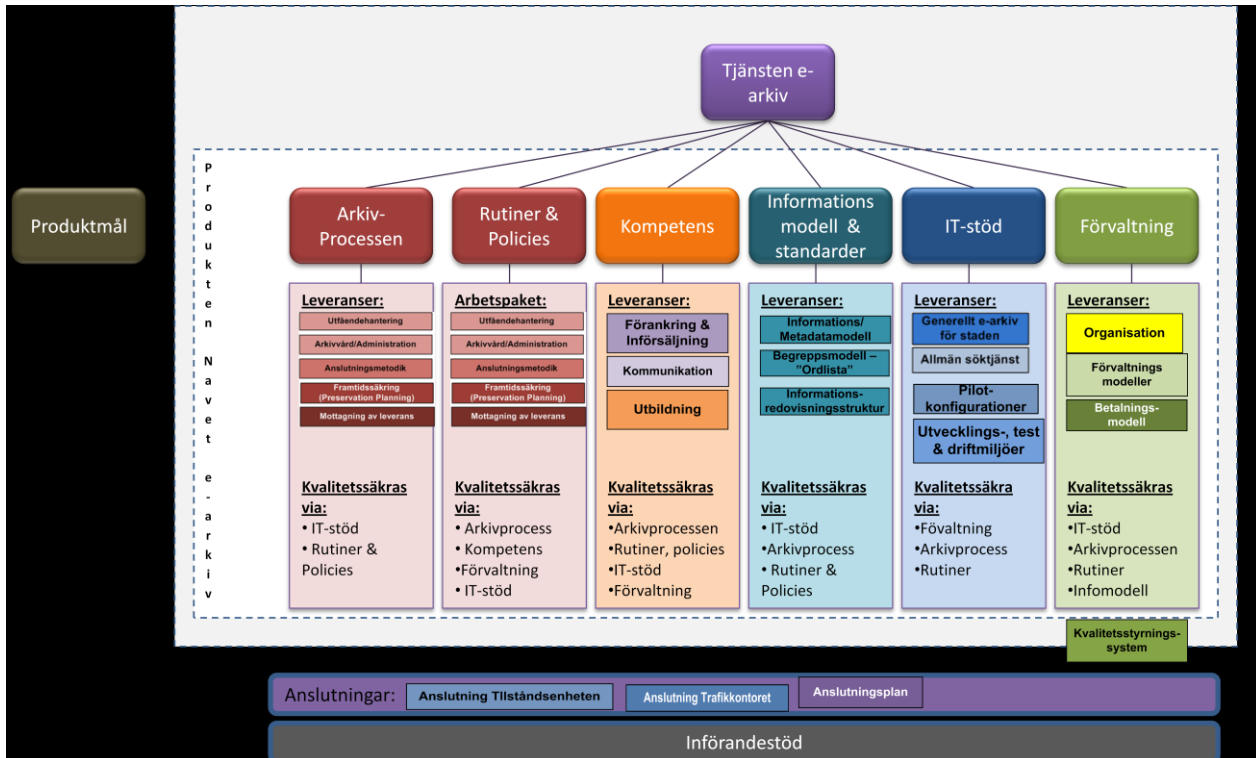 Tjänsten e-
arkiv
Produktmål
Produkten Navet e-arkiv
Arkiv-
Processen
Leveranser:
Utfåendehantering
Arkivvård/Administration
Anslutningsmetodik
Framtidssäkring
(Preservation Planning)
Mottagning av leverans
Kvalitetssäkras
via:
• IT-stöd
• Rutiner &
Policies
Rutiner &
Policies
Arbetspaket:
Utfåendehantering
Arkivvård/Administration
Anslutningsmetodik
Framtidssäkring
(Preservation Planning)
Mottagning av leverans
Kvalitetssäkras
via:
• Arkivprocess
• Kompetens
•Förvaltning
• IT-stöd
Kompetens
Leveranser:
Förankring &
Införsäljning
Kommunikation
Utbildning
Kvalitetssäkras
via:
•Arkivprocessen
•Rutiner, policies
•IT-stöd
•Förvaltning
Informations
modell &
standarder
Leveranser:
Informations/
Metadatamodell
Begreppsmodell –
”Ordlista”
Informations-
redovisningsstruktur
Kvalitetssäkras
via:
• IT-stöd
•Arkivprocess
• Rutiner &
Policies
IT-stöd
Leveranser:
Generellt e-arkiv
för staden
Allmän söktjänst
Pilot-
konfigurationer
Utvecklings-, test
& driftmiljöer
Kvalitetssäkra
via:
•Fövaltning
•Arkivprocess
•Rutiner
Förvaltning
Leveranser:
Organisation
Förvaltnings
modeller
Betalnings-
modell
Kvalitetssäkras
via:
•IT-stöd
•Arkivprocessen
•Rutiner
•Infomodell
Kvalitetsstyrnings-
system
Anslutningar:
Anslutning TIlståndsenheten
Anslutning Trafikkontoret
Anslutningsplan
Införandestöd